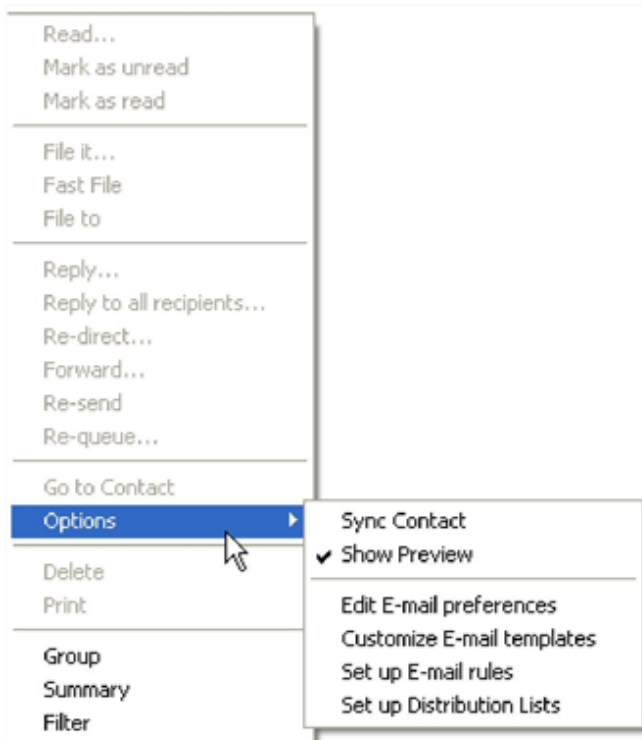 Read...
Mark as unread
Mark as read
File it...
Fast File
File to
Reply...
Reply to all recipients...
Re-direct...
Forward...
Re-send
Re-queue...
Go to Contact
Options
Sync Contact
Show Preview
Edit E-mail preferences
Customize E-mail templates
Set up E-mail rules
Set up Distribution Lists
Delete
Print
Group
Summary
Filter